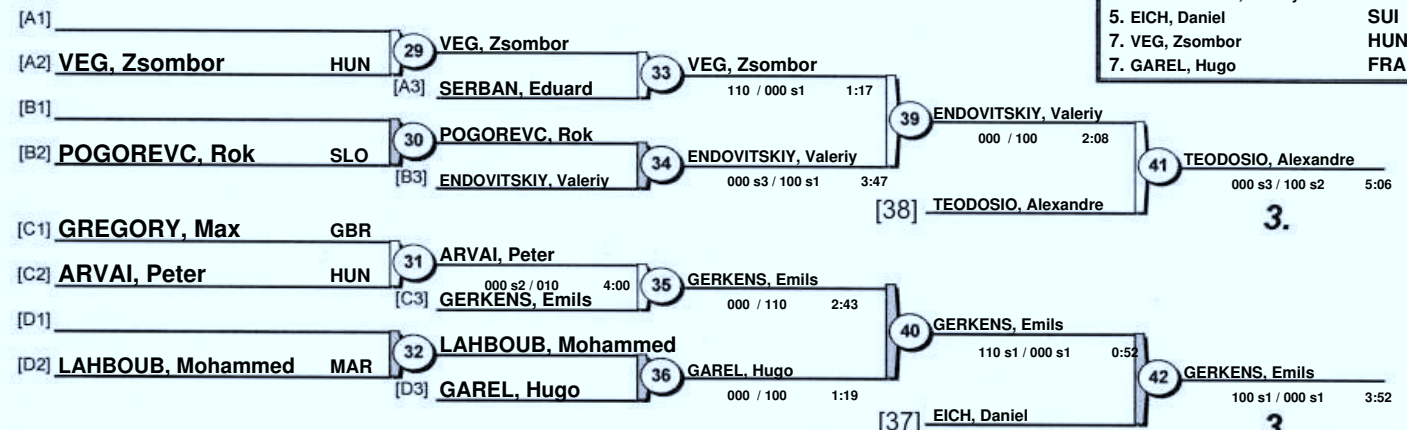 5. EICH, Daniel SUI
7. VEG, Zsombor HUN
7. GAREL, Hugo FRA
[A1]
[A2] VEG, Zsombor HUN
29
VEG, Zsombor
[A3] SERBAN, Eduard
33
VEG, Zsombor
110 / 000 s1 1:17
[B1]
[B2] POGOREVC, Rok SLO
30
POGOREVC, Rok
[B3] ENDOVITSKIY, Valeriy
34
ENDOVITSKIY, Valeriy
000 s3 / 100 s1 3:47
39
ENDOVITSKIY, Valeriy
000 / 100 2:08
[38] TEODOSIO, Alexandre
41
TEODOSIO, Alexandre
000 s3 / 100 s2 5:06
3.
[C1] GREGORY, Max GBR
[C2] ARVAI, Peter HUN
31
ARVAI, Peter
000 s2 / 010 4:00
[C3] GERKENS, Emils
35
GERKENS, Emils
000 / 110 2:43
[D1]
[D2] LAHBOUB, Mohammed MAR
32
LAHBOUB, Mohammed
[D3] GAREL, Hugo
36
GAREL, Hugo
000 / 100 1:19
40
GERKENS, Emils
110 s1 / 000 s1 0:52
[37] EICH, Daniel
42
GERKENS, Emils
100 s1 / 000 s1 3:52
3